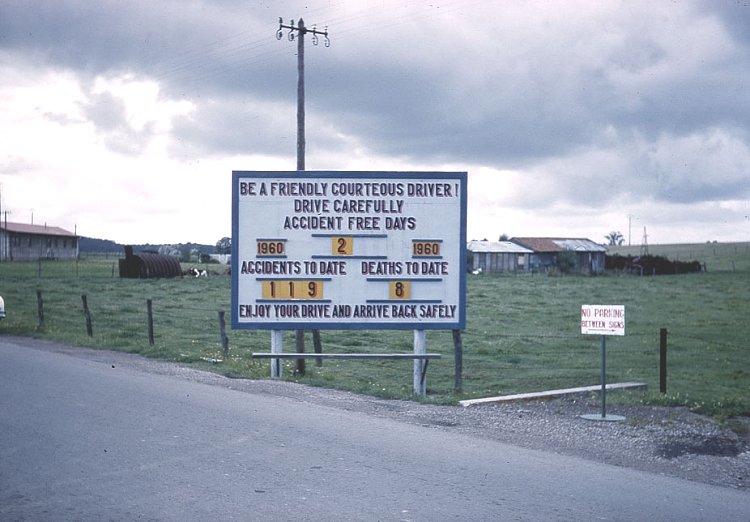 BE A FRIENDLY COURTEOUS DRIVER!
DRIVE CAREFULLY
ACCIDENT FREE DAYS
1960 2 1960
ACCIDENTS TO DATE DEATHS TO DATE
119 8
ENJOY YOUR DRIVE AND ARRIVE BACK SAFELY
NO PARKING
BETWEEN SIGNS